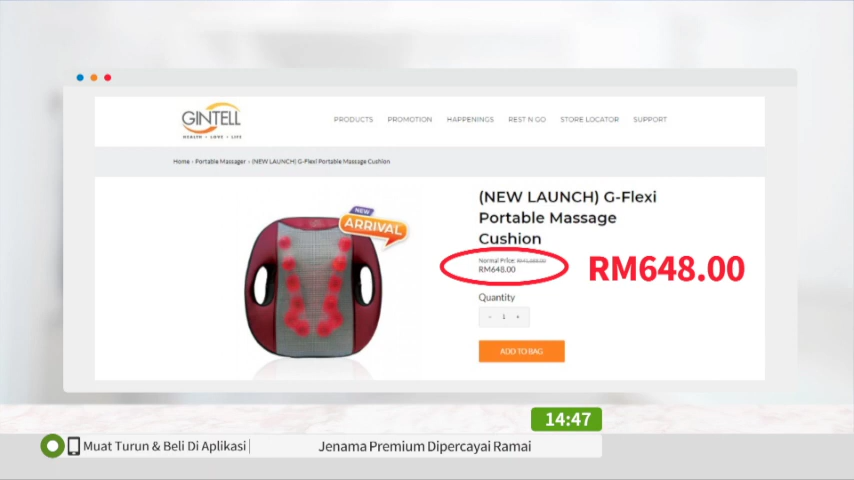 GINTELL
HEALTH • LOVE • LIFE
PRODUCTS PROMOTION HAPPENINGS REST N GO STORE LOCATOR SUPPORT
Home › Portable Massager › (NEW LAUNCH) G-Flexi Portable Massage Cushion
NEW
ARRIVAL
(NEW LAUNCH) G-Flexi
Portable Massage
Cushion
Normal Price:
RM648.00
RM648.00
Quantity
- 1 +
ADD TO BAG
14:47
Muat Turun & Beli Di Aplikasi
Jenama Premium Dipercayai Ramai